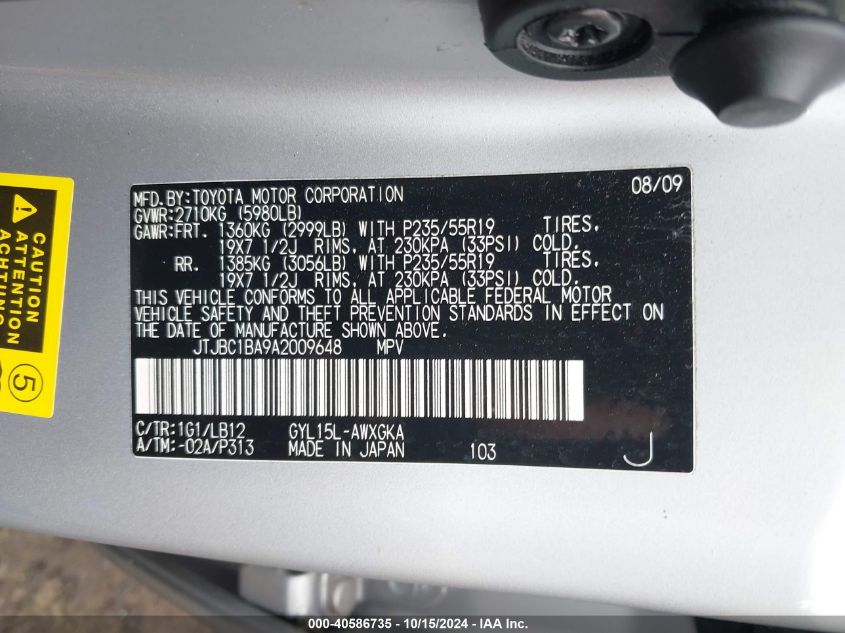 MFD.BY:TOYOTA MOTOR CORPORATION 08/09
GVWR:2710KG (5980LB)
GAWR:FRT. 1360KG (2999LB) WITH P235/55R19 TIRES,
19X7 1/2J RIMS, AT 230KPA (33PSI) COLD.
RR. 1385KG (3056LB) WITH P235/55R19 TIRES,
19X7 1/2J RIMS, AT 230KPA (33PSI) COLD.
THIS VEHICLE CONFORMS TO ALL APPLICABLE FEDERAL MOTOR
VEHICLE SAFETY AND THEFT PREVENTION STANDARDS IN EFFECT ON
THE DATE OF MANUFACTURE SHOWN ABOVE.
JTJBC1BA9A2009648 MPV
C/TR:1G1/LB12 GYL15L-AWXGKA
A/TM:-02A/P313 MADE IN JAPAN 103 J
CAUTION
ATTENTION
ACHTUNG
5
000-40586735 - 10/15/2024 - IAA Inc.